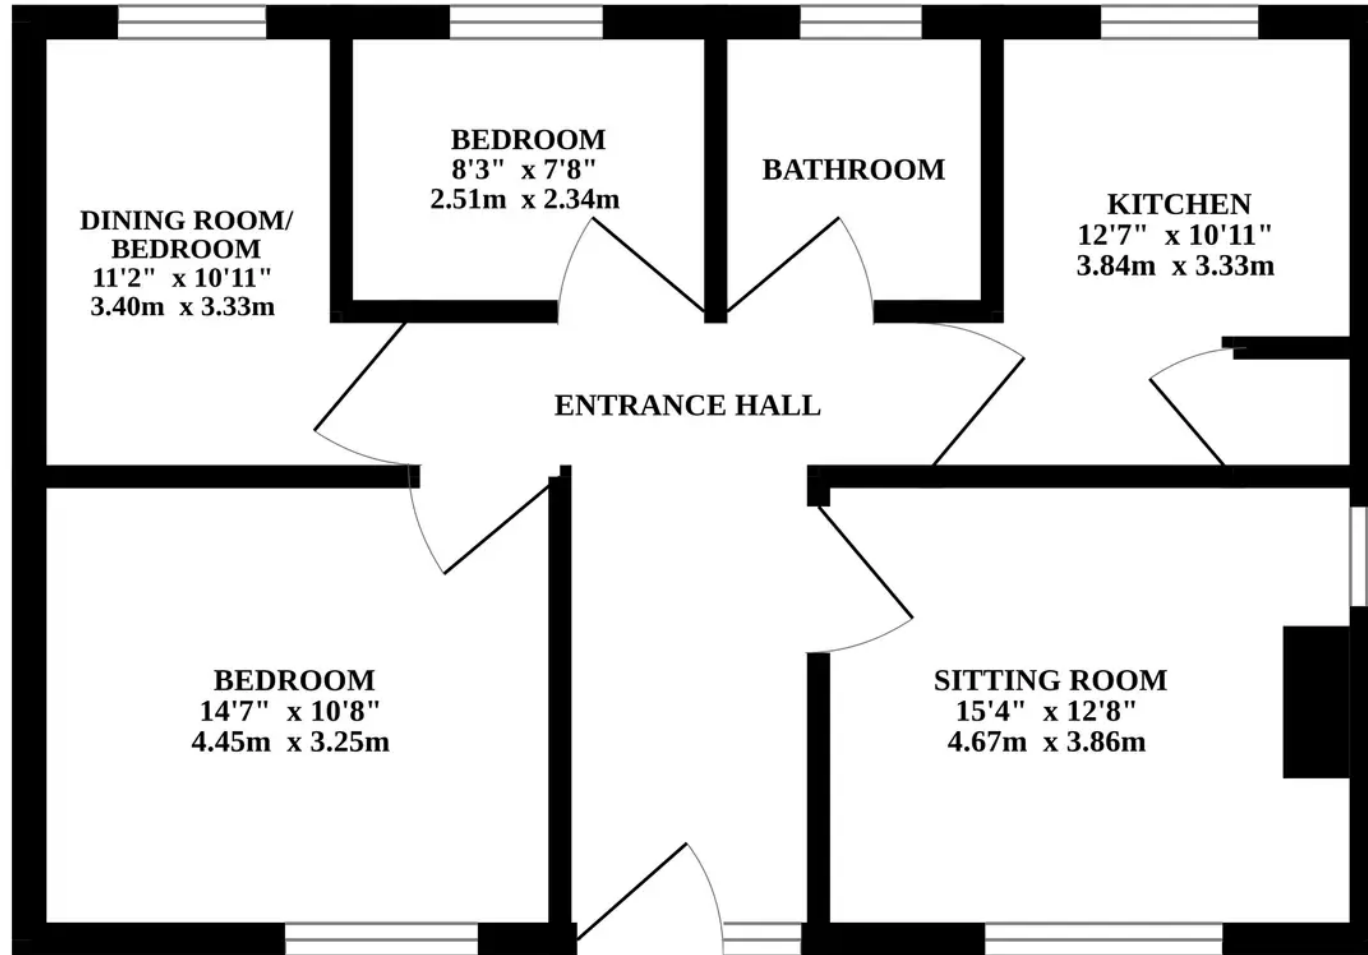 BEDROOM
8'3" x 7'8"
2.51m x 2.34m
BATHROOM
DINING ROOM/
BEDROOM
11'2" x 10'11"
3.40m x 3.33m
KITCHEN
12'7" x 10'11"
3.84m x 3.33m
ENTRANCE HALL
BEDROOM
14'7" x 10'8"
4.45m x 3.25m
SITTING ROOM
15'4" x 12'8"
4.67m x 3.86m